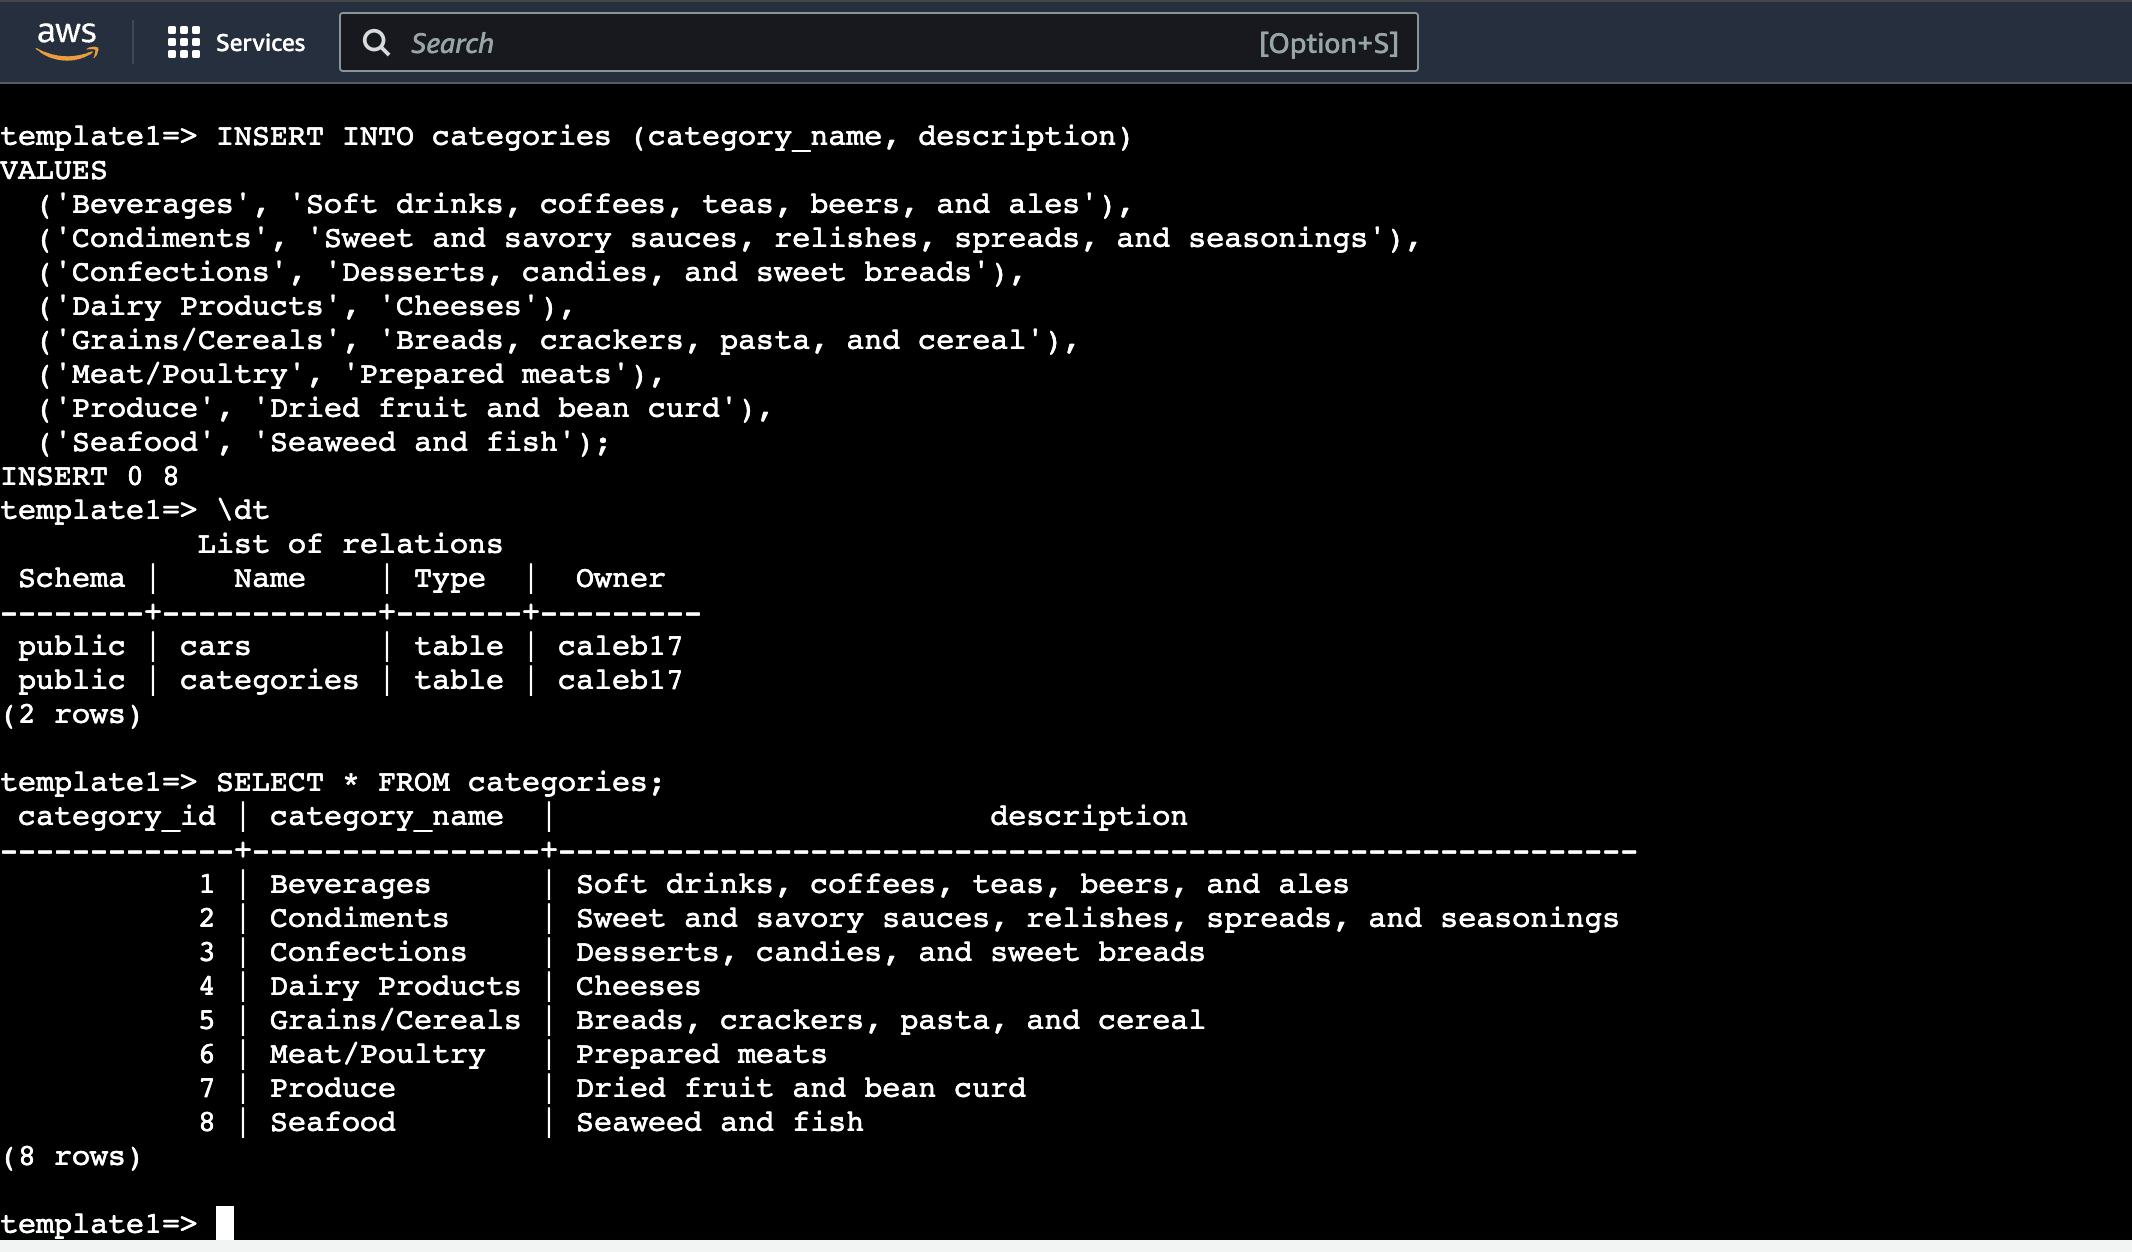 aws Services Search [Option+S]
template1=> INSERT INTO categories (category_name, description)
VALUES
  ('Beverages', 'Soft drinks, coffees, teas, beers, and ales'),
  ('Condiments', 'Sweet and savory sauces, relishes, spreads, and seasonings'),
  ('Confections', 'Desserts, candies, and sweet breads'),
  ('Dairy Products', 'Cheeses'),
  ('Grains/Cereals', 'Breads, crackers, pasta, and cereal'),
  ('Meat/Poultry', 'Prepared meats'),
  ('Produce', 'Dried fruit and bean curd'),
  ('Seafood', 'Seaweed and fish');
INSERT 0 8
template1=> \dt
           List of relations
 Schema |    Name    | Type  |  Owner
--------+------------+-------+---------
 public | cars       | table | caleb17
 public | categories | table | caleb17
(2 rows)
template1=> SELECT * FROM categories;
 category_id | category_name  |                        description
-------------+----------------+------------------------------------------------------------
           1 | Beverages      | Soft drinks, coffees, teas, beers, and ales
           2 | Condiments     | Sweet and savory sauces, relishes, spreads, and seasonings
           3 | Confections    | Desserts, candies, and sweet breads
           4 | Dairy Products | Cheeses
           5 | Grains/Cereals | Breads, crackers, pasta, and cereal
           6 | Meat/Poultry   | Prepared meats
           7 | Produce        | Dried fruit and bean curd
           8 | Seafood        | Seaweed and fish
(8 rows)
template1=>